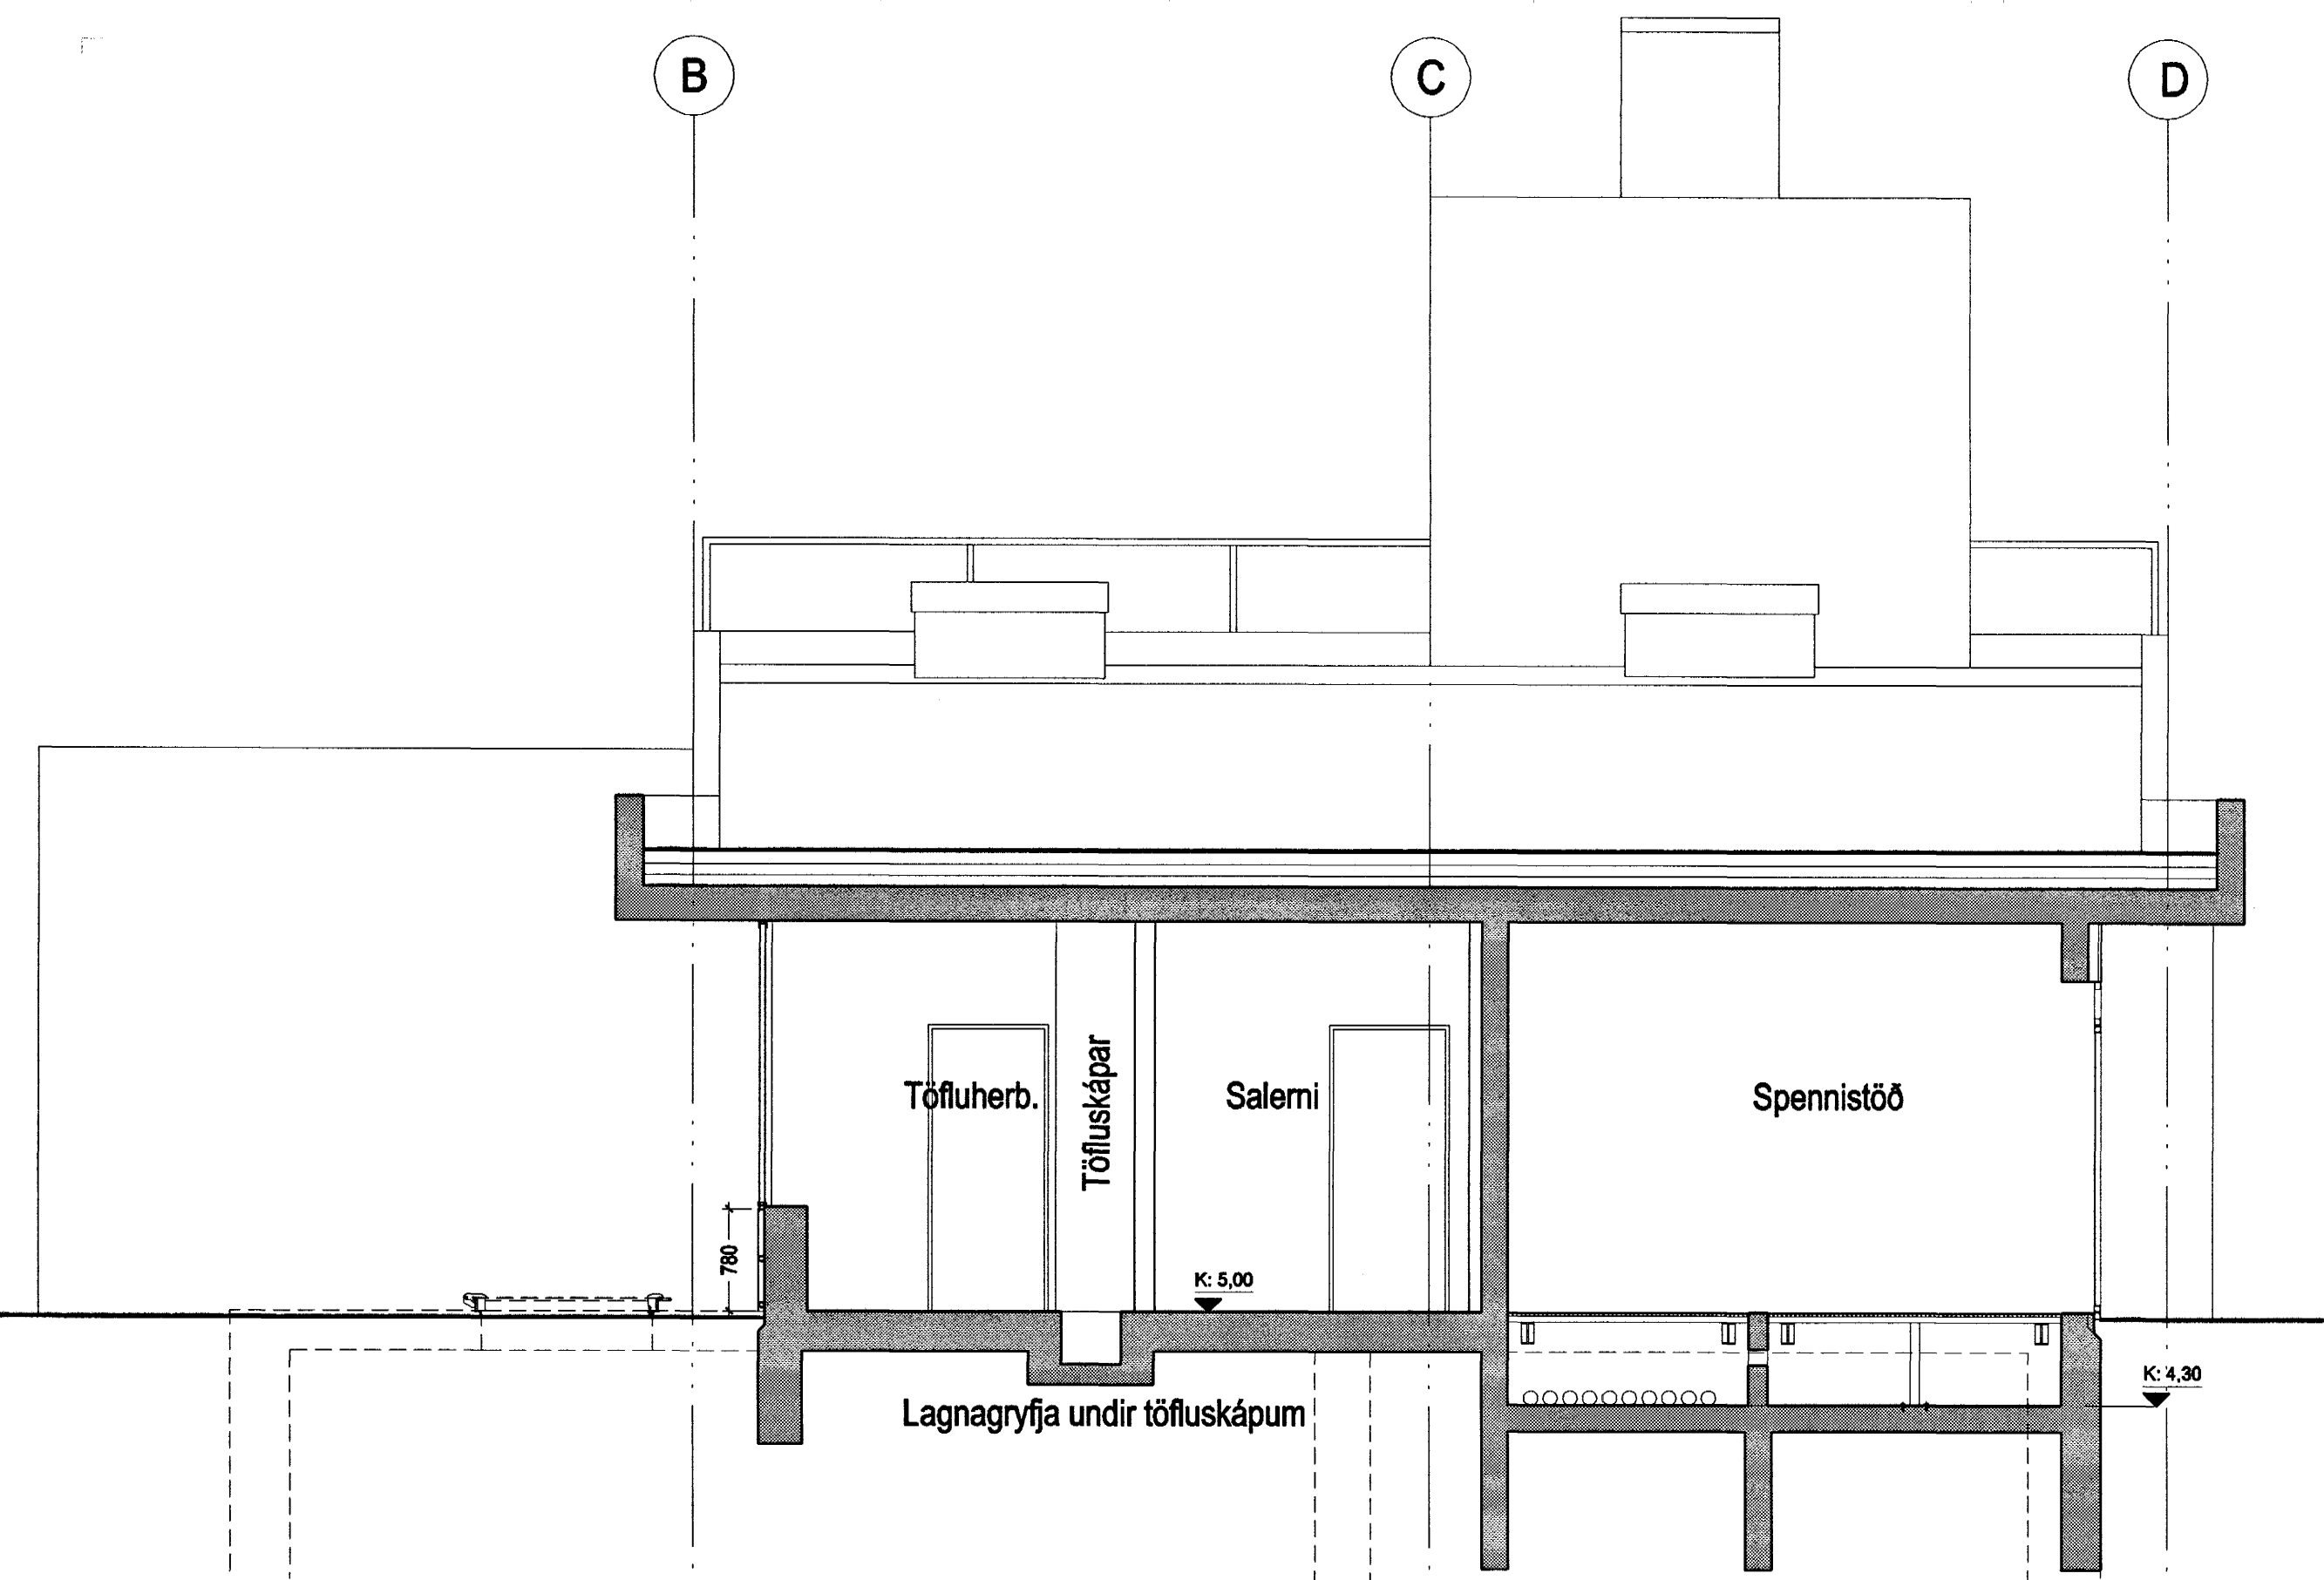 B
C
D
Töfluherb.
Töfluskápar
Salerni
Spennistöð
780
K: 5,00
K: 4,30
Lagnagryfja undir töfluskápum